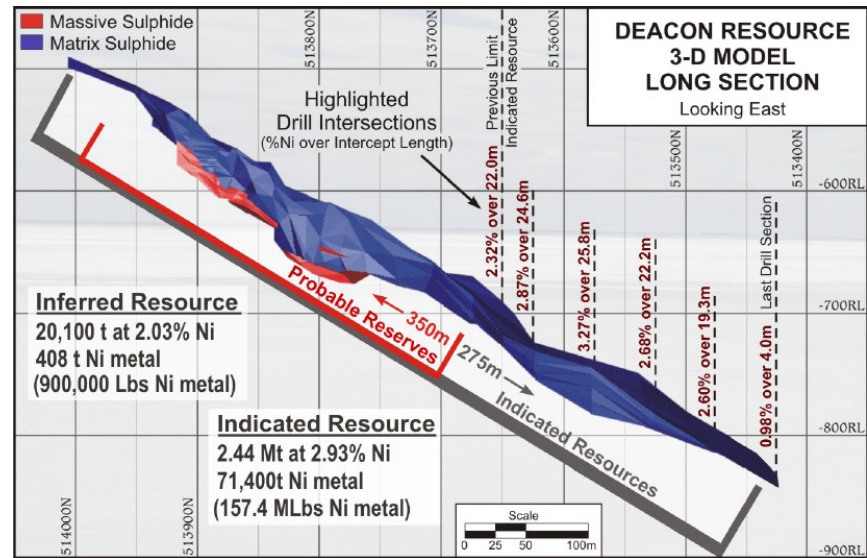 Massive Sulphide
Matrix Sulphide
DEACON RESOURCE
3-D MODEL
LONG SECTION
Looking East
513800N
513700N
513600N
513500N
513400N
Highlighted
Drill Intersections
(%Ni over Intercept Length)
Previous Limit
Indicated Resource
2.32% over 22.0m
2.87% over 24.6m
3.27% over 25.8m
2.68% over 22.2m
2.60% over 19.3m
0.98% over 4.0m
Last Drill Section
-600RL
-700RL
-800RL
-900RL
Probable Reserves
350m
275m
Indicated Resources
Inferred Resource
20,100 t at 2.03% Ni
408 t Ni metal
(900,000 Lbs Ni metal)
Indicated Resource
2.44 Mt at 2.93% Ni
71,400t Ni metal
(157.4 MLbs Ni metal)
514000N
513900N
Scale
0 25 50 100m